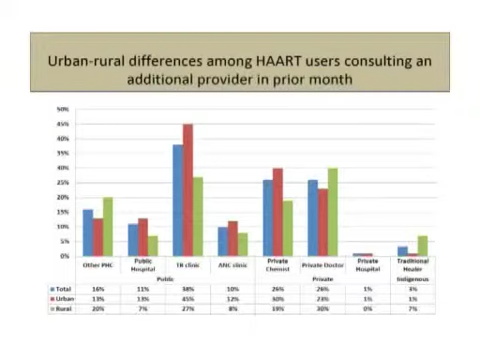 Urban-rural differences among HAART users consulting an
additional provider in prior month
50%
45%
40%
35%
30%
25%
20%
15%
10%
5%
0%
Other PHC Public Hospital TB clinic ANC clinic Private Chemist Private Doctor Private Hospital Traditional Healer
Public Private Indigenous
Total 16% 11% 38% 10% 26% 26% 1% 3%
Urban 13% 13% 45% 12% 30% 23% 1% 1%
Rural 20% 7% 27% 8% 19% 30% 0% 7%